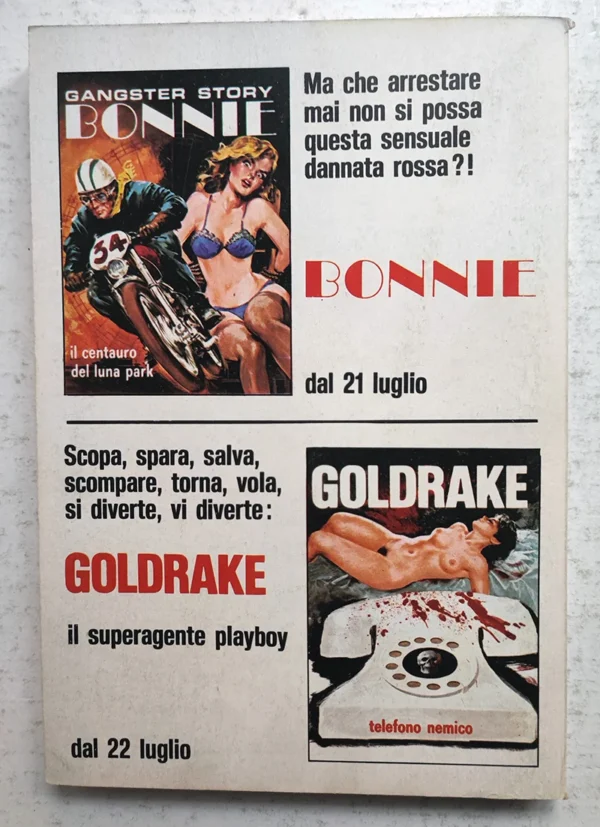 GANGSTER STORY
BONNIE
34
il centauro
del luna park
Ma che arrestare
mai non si possa
questa sensuale
dannata rossa?!
BONNIE
dal 21 luglio
Scopa, spara, salva,
scompare, torna, vola,
si diverte, vi diverte:
GOLDRAKE
il superagente playboy
dal 22 luglio
GOLDRAKE
telefono nemico